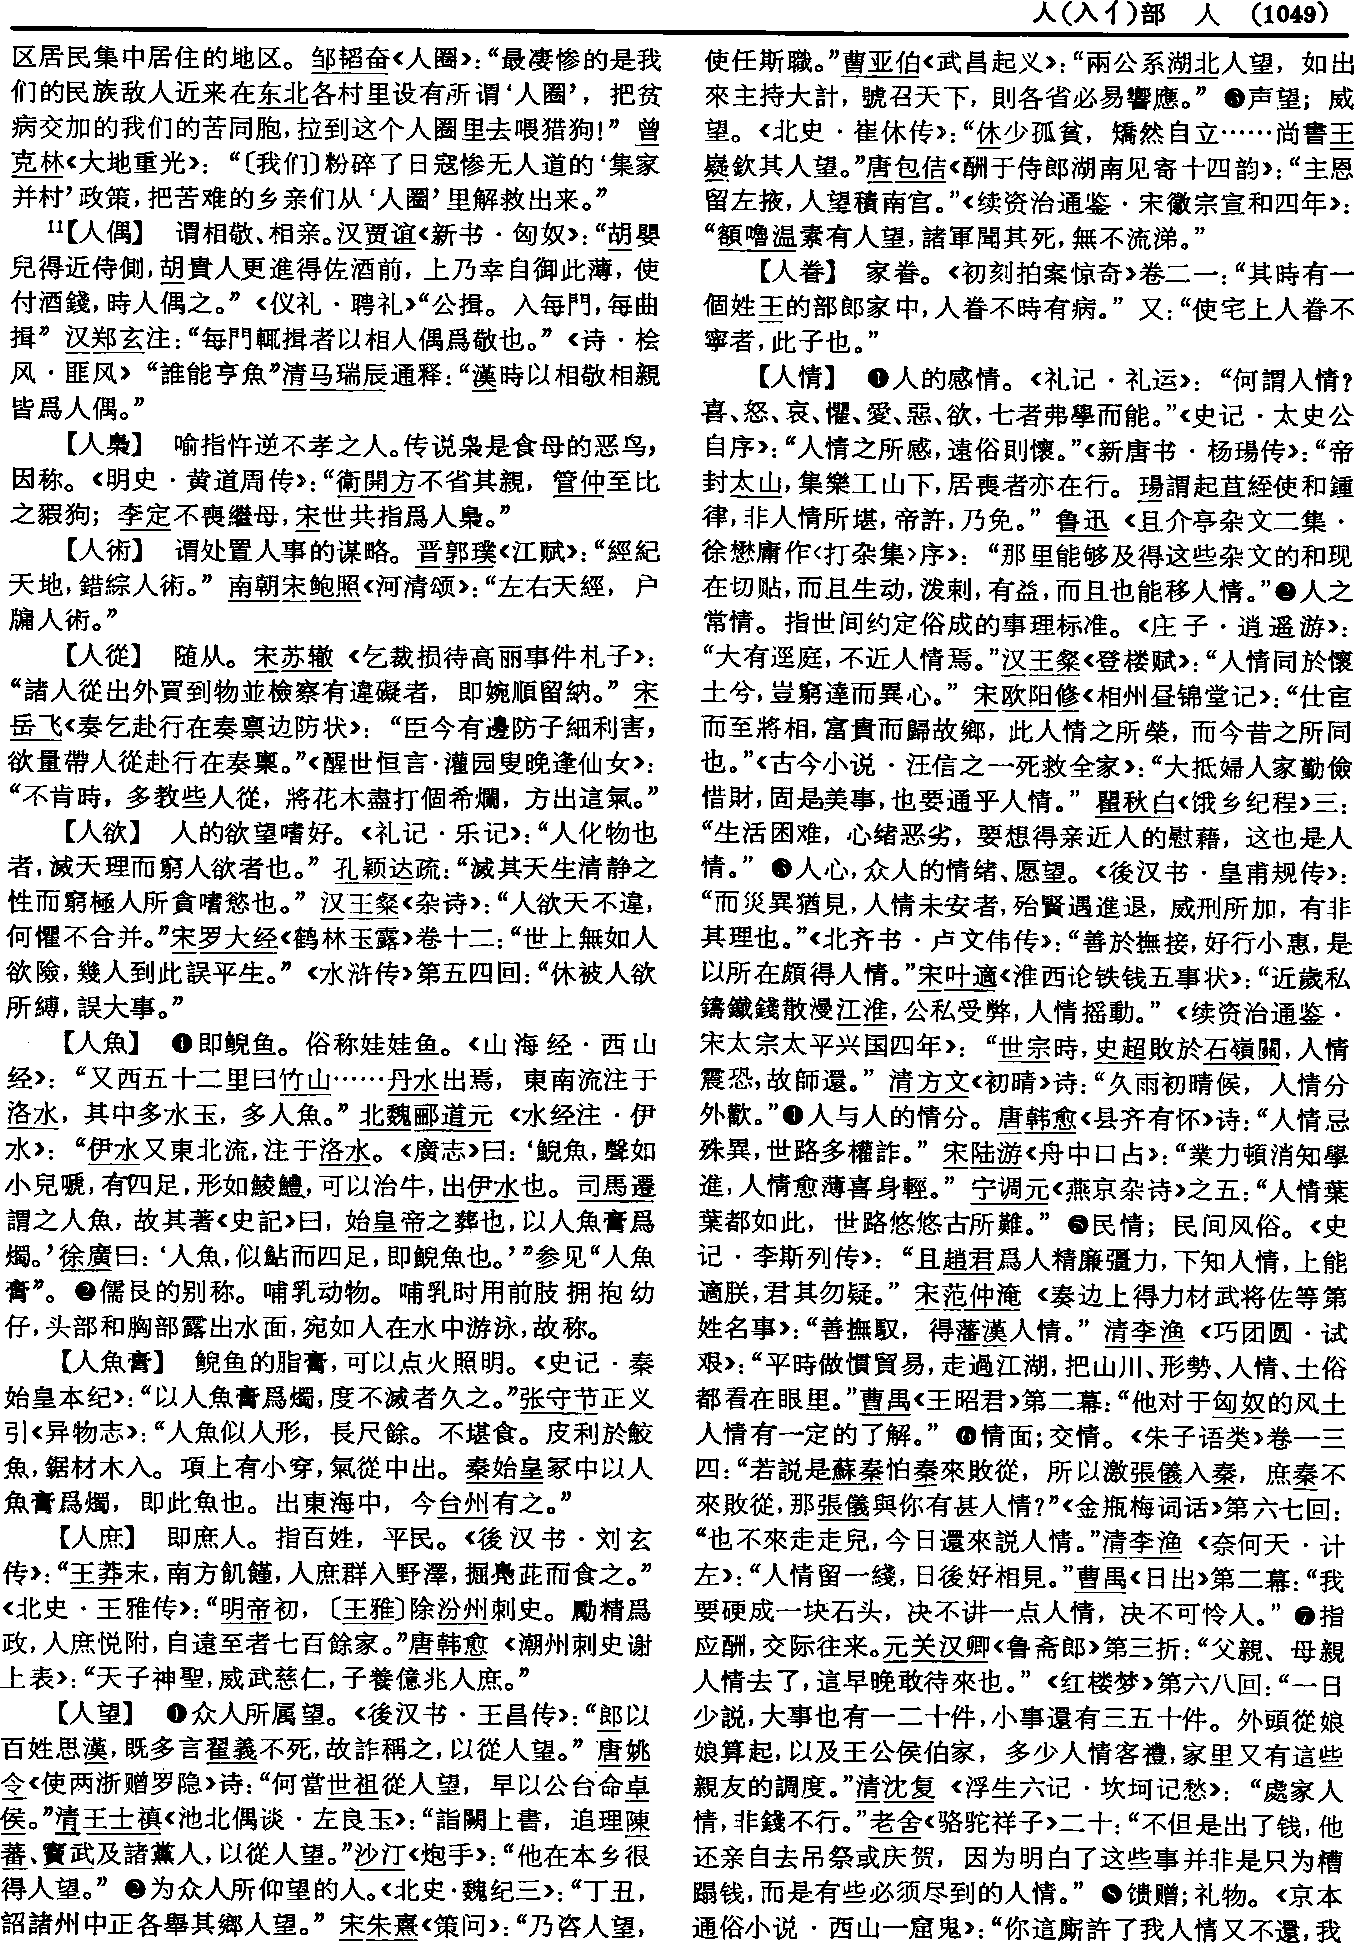 人(入亻)部　人　(1049)
区居民集中居住的地区。邹韬奋《人圈》：“最凄惨的是我
们的民族敌人近来在东北各村里设有所谓‘人圈’，把贫
病交加的我们的苦同胞，拉到这个人圈里去喂猎狗！”曾
克林《大地重光》：“〔我们〕粉碎了日寇惨无人道的‘集家
并村’政策，把苦难的乡亲们从‘人圈’里解救出来。”
11【人偶】　谓相敬、相亲。汉贾谊《新书·匈奴》：“胡嬰
兒得近侍側，胡貴人更進得佐酒前，上乃幸自御此薄，使
付酒錢，時人偶之。”《仪礼·聘礼》“公揖。入每門，每曲
揖”汉郑玄注：“每門輒揖者以相人偶爲敬也。”《诗·桧
风·匪风》“誰能亨魚”清马瑞辰通释：“漢時以相敬相親
皆爲人偶。”
【人梟】　喻指忤逆不孝之人。传说枭是食母的恶鸟，
因称。《明史·黄道周传》：“衛開方不省其親，管仲至比
之豭狗；李定不喪繼母，宋世共指爲人梟。”
【人術】　谓处置人事的谋略。晋郭璞《江赋》：“經紀
天地，錯綜人術。”南朝宋鲍照《河清颂》：“左右天經，户
牖人術。”
【人從】　随从。宋苏辙《乞裁损待高丽事件札子》：
“諸人從出外買到物並檢察有違礙者，即婉順留納。”宋
岳飞《奏乞赴行在奏禀边防状》：“臣今有邊防子細利害，
欲量帶人從赴行在奏稟。”《醒世恒言·灌园叟晚逢仙女》：
“不肯時，多教些人從，將花木盡打個希爛，方出這氣。”
【人欲】　人的欲望嗜好。《礼记·乐记》：“人化物也
者，滅天理而窮人欲者也。”孔颖达疏：“滅其天生清静之
性而窮極人所貪嗜慾也。”汉王粲《杂诗》：“人欲天不違，
何懼不合并。”宋罗大经《鹤林玉露》卷十二：“世上無如人
欲險，幾人到此誤平生。”《水浒传》第五四回：“休被人欲
所縛，誤大事。”
【人魚】　❶即鲵鱼。俗称娃娃鱼。《山海经·西山
经》：“又西五十二里曰竹山……丹水出焉，東南流注于
洛水，其中多水玉，多人魚。”北魏郦道元《水经注·伊
水》：“伊水又東北流，注于洛水。《廣志》曰：‘鯢魚，聲如
小兒嗁，有四足，形如鯪鱧，可以治牛，出伊水也。司馬遷
謂之人魚，故其著《史記》曰，始皇帝之葬也，以人魚膏爲
燭。’徐廣曰：‘人魚，似鮎而四足，即鯢魚也。’”参见“人魚
膏”。❷儒艮的别称。哺乳动物。哺乳时用前肢拥抱幼
仔，头部和胸部露出水面，宛如人在水中游泳，故称。
【人魚膏】　鲵鱼的脂膏，可以点火照明。《史记·秦
始皇本纪》：“以人魚膏爲燭，度不滅者久之。”张守节正义
引《异物志》：“人魚似人形，長尺餘。不堪食。皮利於鮫
魚，鋸材木入。項上有小穿，氣從中出。秦始皇冢中以人
魚膏爲燭，即此魚也。出東海中，今台州有之。”
【人庶】　即庶人。指百姓，平民。《後汉书·刘玄
传》：“王莽末，南方飢饉，人庶群入野澤，掘鳧茈而食之。”
《北史·王雅传》：“明帝初，〔王雅〕除汾州刺史。勵精爲
政，人庶悦附，自遠至者七百餘家。”唐韩愈《潮州刺史谢
上表》：“天子神聖，威武慈仁，子養億兆人庶。”
【人望】　❶众人所属望。《後汉书·王昌传》：“郎以
百姓思漢，既多言翟義不死，故詐稱之，以從人望。”唐姚
合《使两浙赠罗隐》诗：“何當世祖從人望，早以公台命卓
侯。”清王士禛《池北偶谈·左良玉》：“詣闕上書，追理陳
蕃、竇武及諸黨人，以從人望。”沙汀《炮手》：“他在本乡很
得人望。”❷为众人所仰望的人。《北史·魏纪三》：“丁丑，
詔諸州中正各舉其鄉人望。”宋朱熹《策问》：“乃咨人望，
使任斯職。”曹亚伯《武昌起义》：“兩公系湖北人望，如出
來主持大計，號召天下，則各省必易響應。”❸声望；威
望。《北史·崔休传》：“休少孤貧，矯然自立……尚書王
嶷欽其人望。”唐包佶《酬于侍郎湖南见寄十四韵》：“主恩
留左掖，人望積南宫。”《续资治通鉴·宋徽宗宣和四年》：
“額嚕温素有人望，諸軍聞其死，無不流涕。”
【人眷】　家眷。《初刻拍案惊奇》卷二一：“其時有一
個姓王的部郎家中，人眷不時有病。”又：“使宅上人眷不
寧者，此子也。”
【人情】　❶人的感情。《礼记·礼运》：“何謂人情？
喜、怒、哀、懼、愛、惡、欲，七者弗學而能。”《史记·太史公
自序》：“人情之所感，遠俗則懷。”《新唐书·杨瑒传》：“帝
封太山，集樂工山下，居喪者亦在行。瑒謂起苴絰使和鍾
律，非人情所堪，帝許，乃免。”鲁迅《且介亭杂文二集·
徐懋庸作〈打杂集〉序》：“那里能够及得这些杂文的和现
在切贴，而且生动，泼剌，有益，而且也能移人情。”❷人之
常情。指世间约定俗成的事理标准。《庄子·逍遥游》：
“大有逕庭，不近人情焉。”汉王粲《登楼赋》：“人情同於懷
土兮，豈窮達而異心。”宋欧阳修《相州昼锦堂记》：“仕宦
而至將相，富貴而歸故鄉，此人情之所榮，而今昔之所同
也。”《古今小说·汪信之一死救全家》：“大抵婦人家勤儉
惜財，固是美事，也要通乎人情。”瞿秋白《饿乡纪程》三：
“生活困难，心绪恶劣，要想得亲近人的慰藉，这也是人
情。”❸人心，众人的情绪、愿望。《後汉书·皇甫规传》：
“而災異猶見，人情未安者，殆賢遇進退，威刑所加，有非
其理也。”《北齐书·卢文伟传》：“善於撫接，好行小惠，是
以所在頗得人情。”宋叶適《淮西论铁钱五事状》：“近歲私
鑄鐵錢散漫江淮，公私受弊，人情摇動。”《续资治通鉴·
宋太宗太平兴国四年》：“世宗時，史超敗於石嶺關，人情
震恐，故師還。”清方文《初晴》诗：“久雨初晴候，人情分
外歡。”❹人与人的情分。唐韩愈《县齐有怀》诗：“人情忌
殊異，世路多權詐。”宋陆游《舟中口占》：“業力頓消知學
進，人情愈薄喜身輕。”宁调元《燕京杂诗》之五：“人情葉
葉都如此，世路悠悠古所難。”❺民情；民间风俗。《史
记·李斯列传》：“且趙君爲人精廉彊力，下知人情，上能
適朕，君其勿疑。”宋范仲淹《奏边上得力材武将佐等第
姓名事》：“善撫馭，得蕃漢人情。”清李渔《巧团圆·试
艰》：“平時做慣貿易，走過江湖，把山川、形勢、人情、土俗
都看在眼里。”曹禺《王昭君》第二幕：“他对于匈奴的风土
人情有一定的了解。”❻情面；交情。《朱子语类》卷一三
四：“若説是蘇秦怕秦來敗從，所以激張儀入秦，庶秦不
來敗從，那張儀與你有甚人情？”《金瓶梅词话》第六七回：
“也不來走走兒，今日還來説人情。”清李渔《奈何天·计
左》：“人情留一綫，日後好相見。”曹禺《日出》第二幕：“我
要硬成一块石头，决不讲一点人情，决不可怜人。”❼指
应酬，交际往来。元关汉卿《鲁斋郎》第三折：“父親、母親
人情去了，這早晚敢待來也。”《红楼梦》第六八回：“一日
少説，大事也有一二十件，小事還有三五十件。外頭從娘
娘算起，以及王公侯伯家，多少人情客禮，家里又有這些
親友的調度。”清沈复《浮生六记·坎坷记愁》：“處家人
情，非錢不行。”老舍《骆驼祥子》二十：“不但是出了钱，他
还亲自去吊祭或庆贺，因为明白了这些事并非是只为糟
蹋钱，而是有些必须尽到的人情。”❽馈赠；礼物。《京本
通俗小说·西山一窟鬼》：“你這廝許了我人情又不還，我